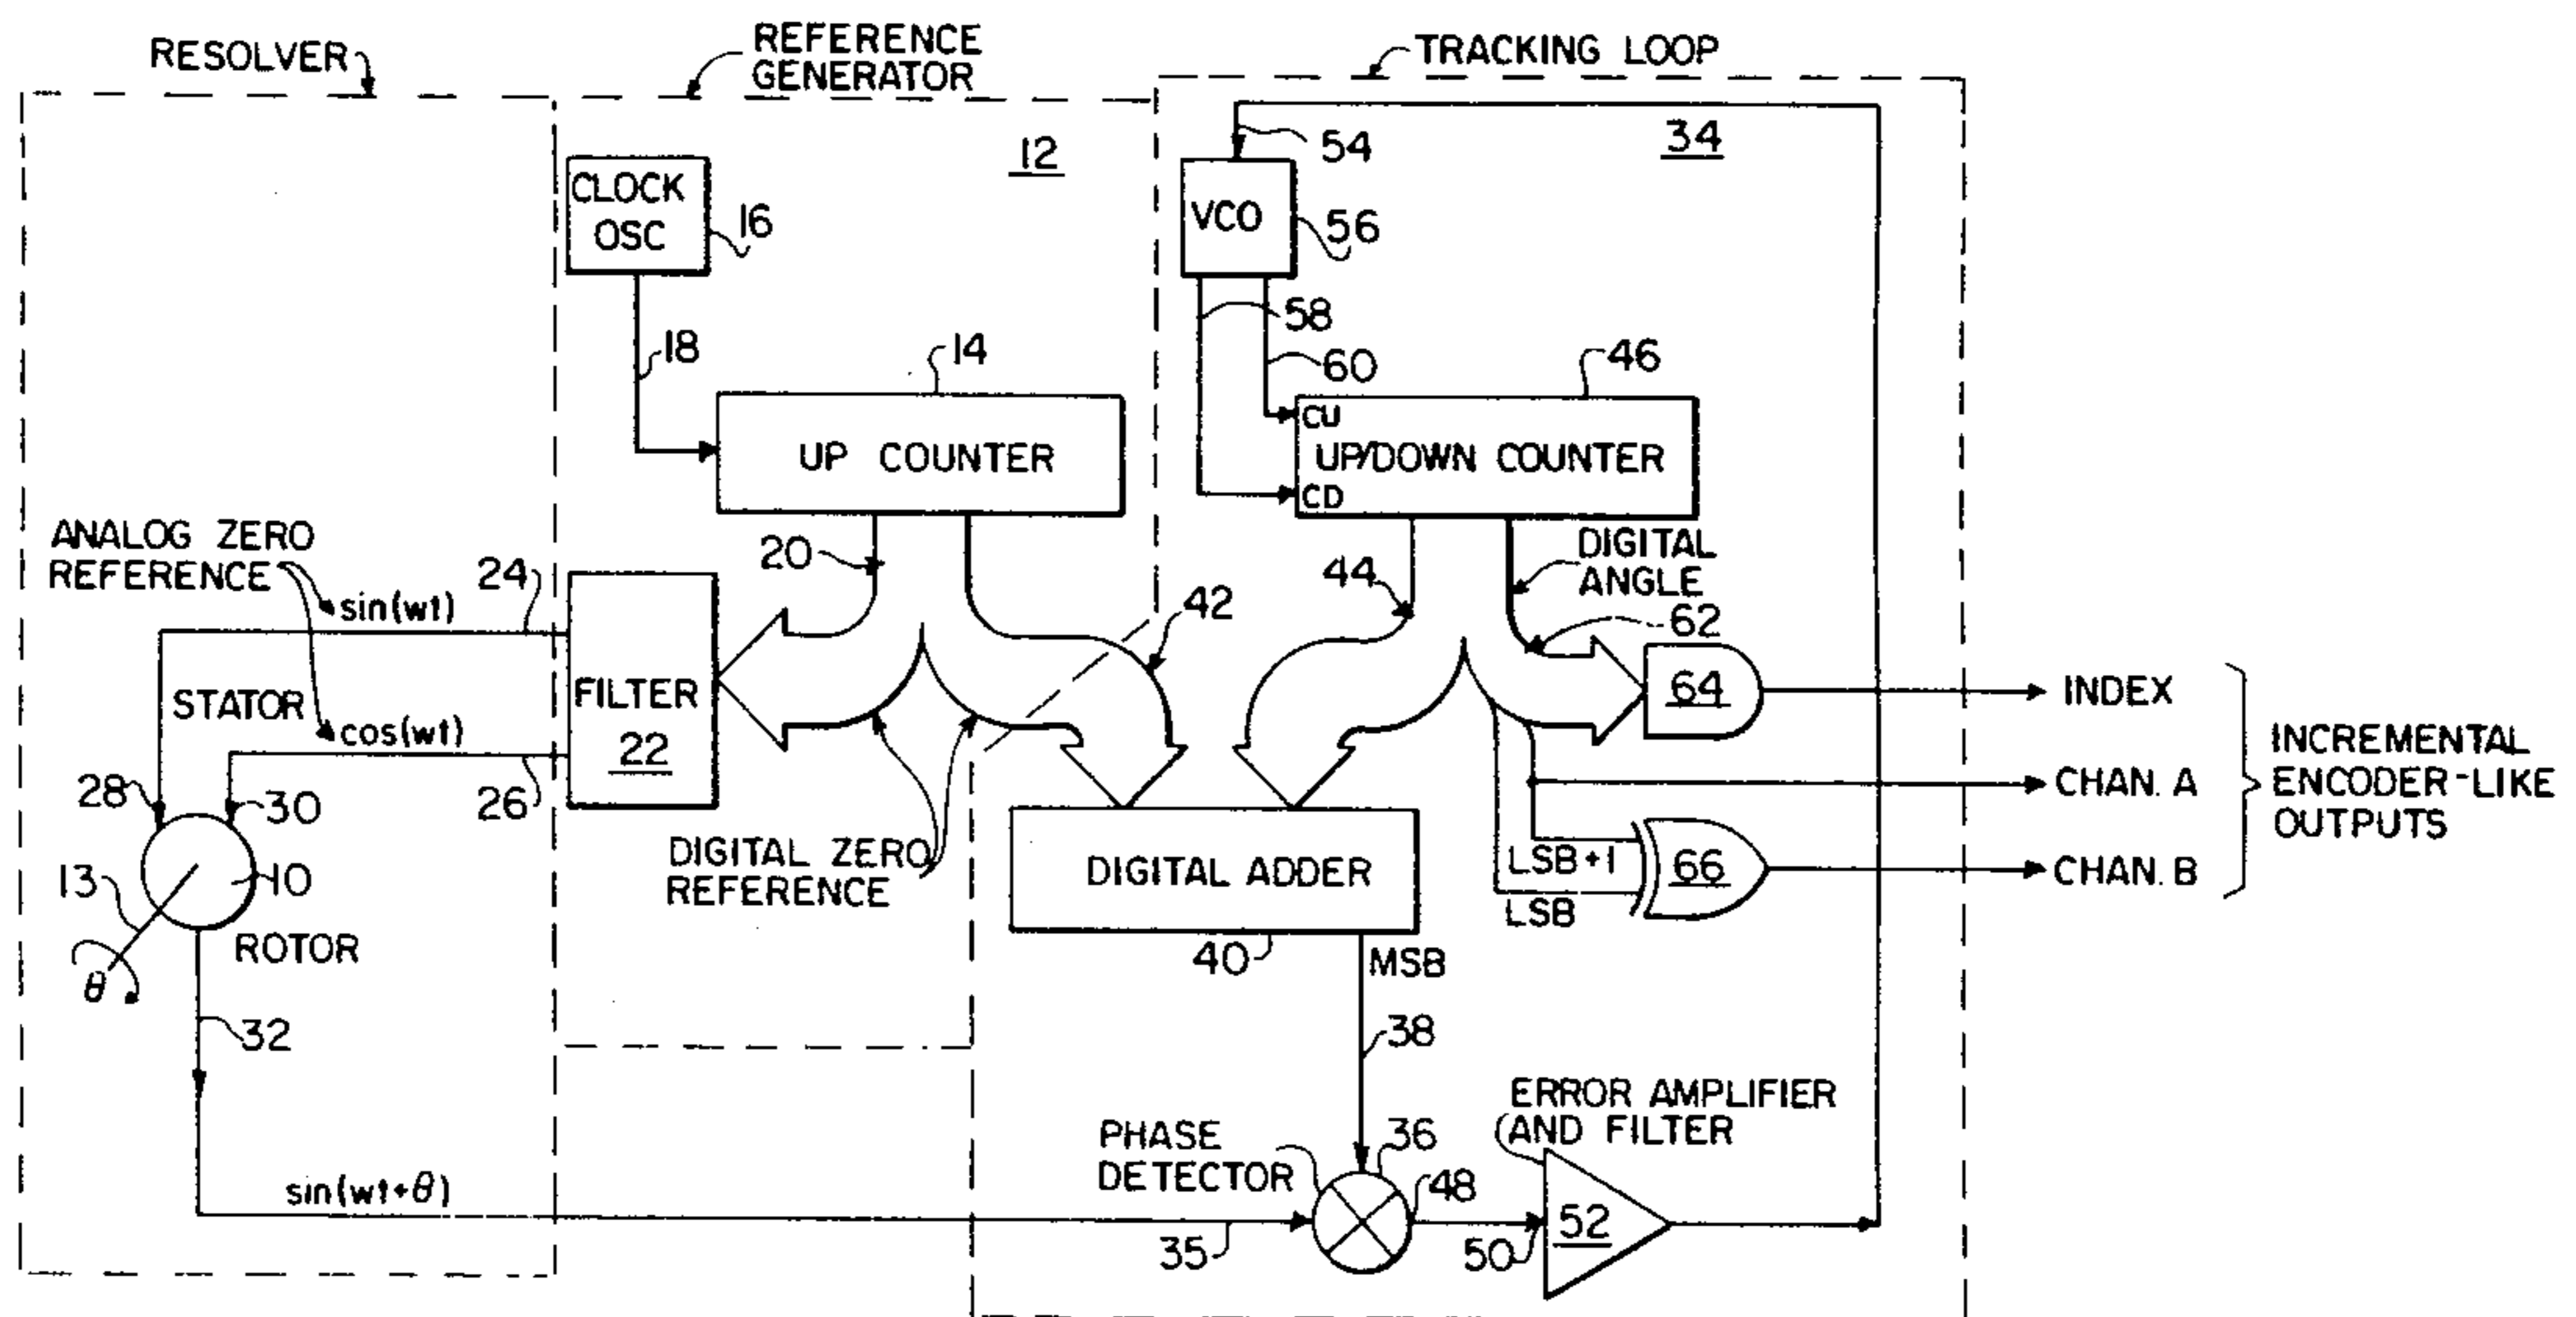 RESOLVER
REFERENCE
GENERATOR
TRACKING LOOP
12
34
54
CLOCK
OSC
16
VCO
56
18
58
60
14
46
UP COUNTER
CU
UP/DOWN COUNTER
CD
ANALOG ZERO
REFERENCE
20
24
sin(wt)
42
44
DIGITAL
ANGLE
62
STATOR
FILTER
22
cos(wt)
26
28
30
64
INDEX
CHAN. A
INCREMENTAL
ENCODER-LIKE
OUTPUTS
DIGITAL ZERO
REFERENCE
DIGITAL ADDER
LSB+1
66
CHAN. B
LSB
13
10
ROTOR
θ
40
MSB
32
38
ERROR AMPLIFIER
AND FILTER
PHASE
DETECTOR
36
48
sin(wt+θ)
35
50
52